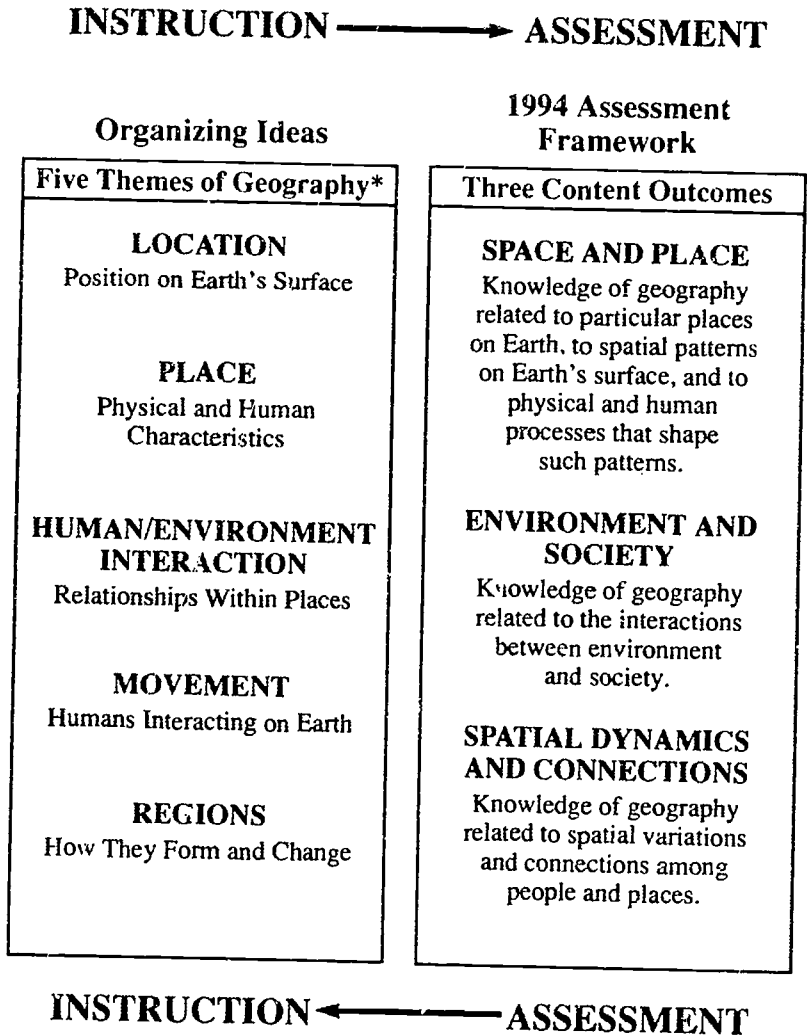 INSTRUCTION ASSESSMENT
Organizing Ideas
Five Themes of Geography*
LOCATION
Position on Earth's Surface
PLACE
Physical and Human
Characteristics
HUMAN/ENVIRONMENT
INTERACTION
Relationships Within Places
MOVEMENT
Humans Interacting on Earth
REGIONS
How They Form and Change
1994 Assessment
Framework
Three Content Outcomes
SPACE AND PLACE
Knowledge of geography
related to particular places
on Earth, to spatial patterns
on Earth's surface, and to
physical and human
processes that shape
such patterns.
ENVIRONMENT AND
SOCIETY
Knowledge of geography
related to the interactions
between environment
and society.
SPATIAL DYNAMICS
AND CONNECTIONS
Knowledge of geography
related to spatial variations
and connections among
people and places.
INSTRUCTION ASSESSMENT